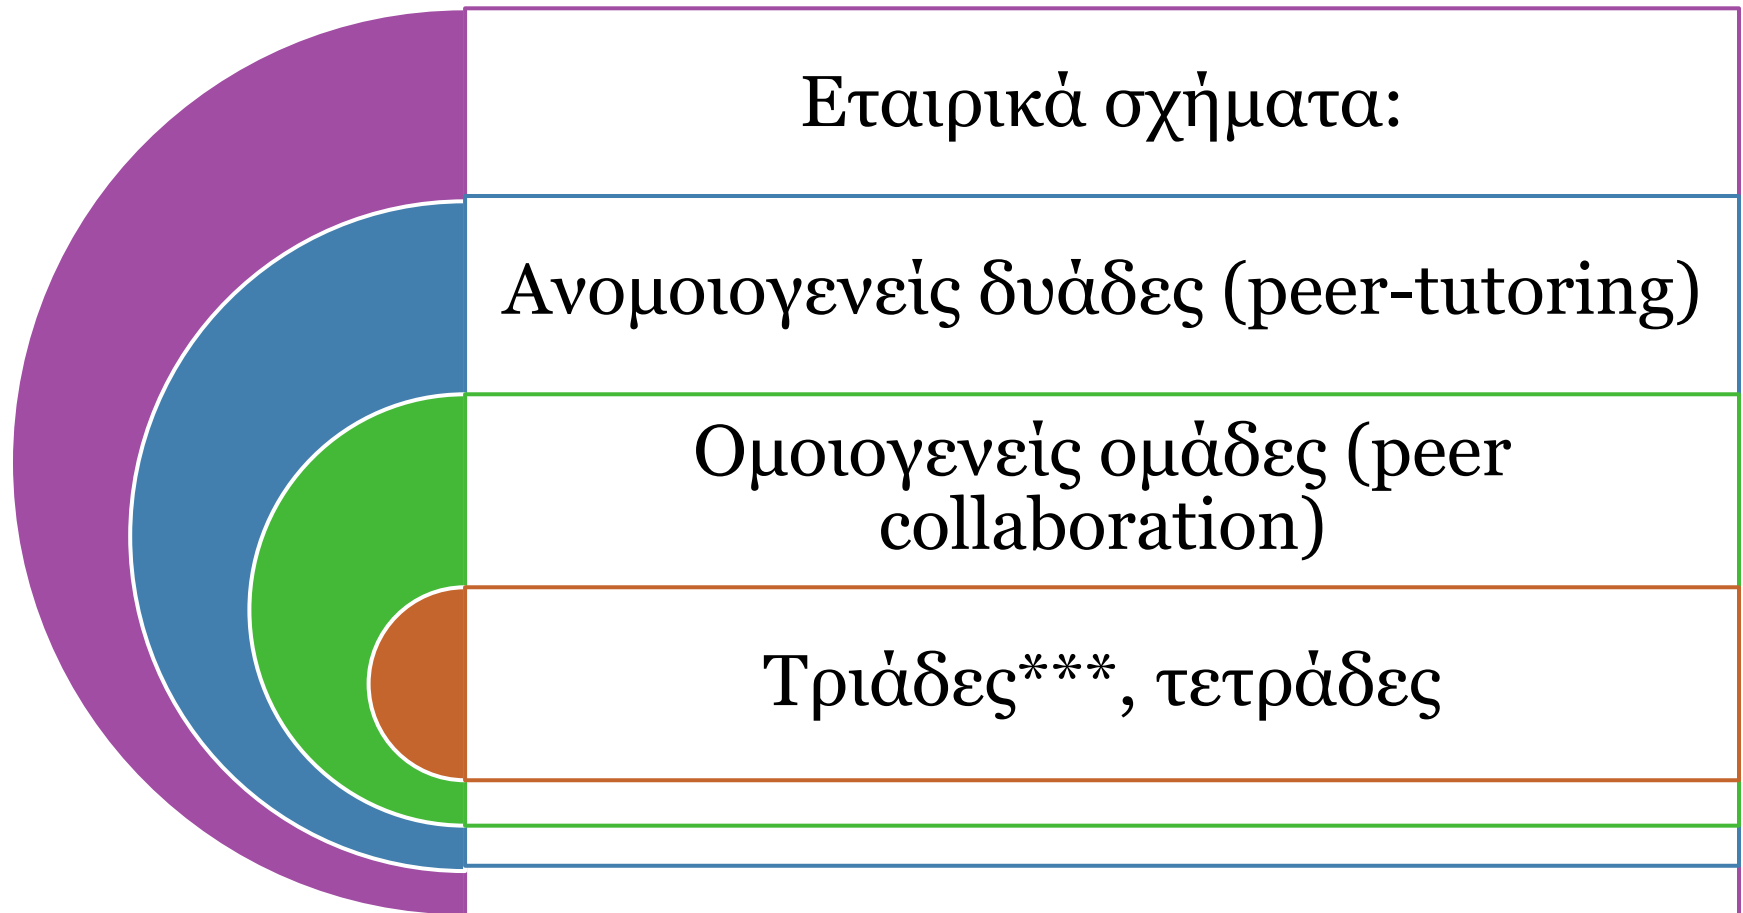 Εταιρικά σχήματα:
Ανομοιογενείς δυάδες (peer-tutoring)
Ομοιογενείς ομάδες (peer
collaboration)
Τριάδες***, τετράδες